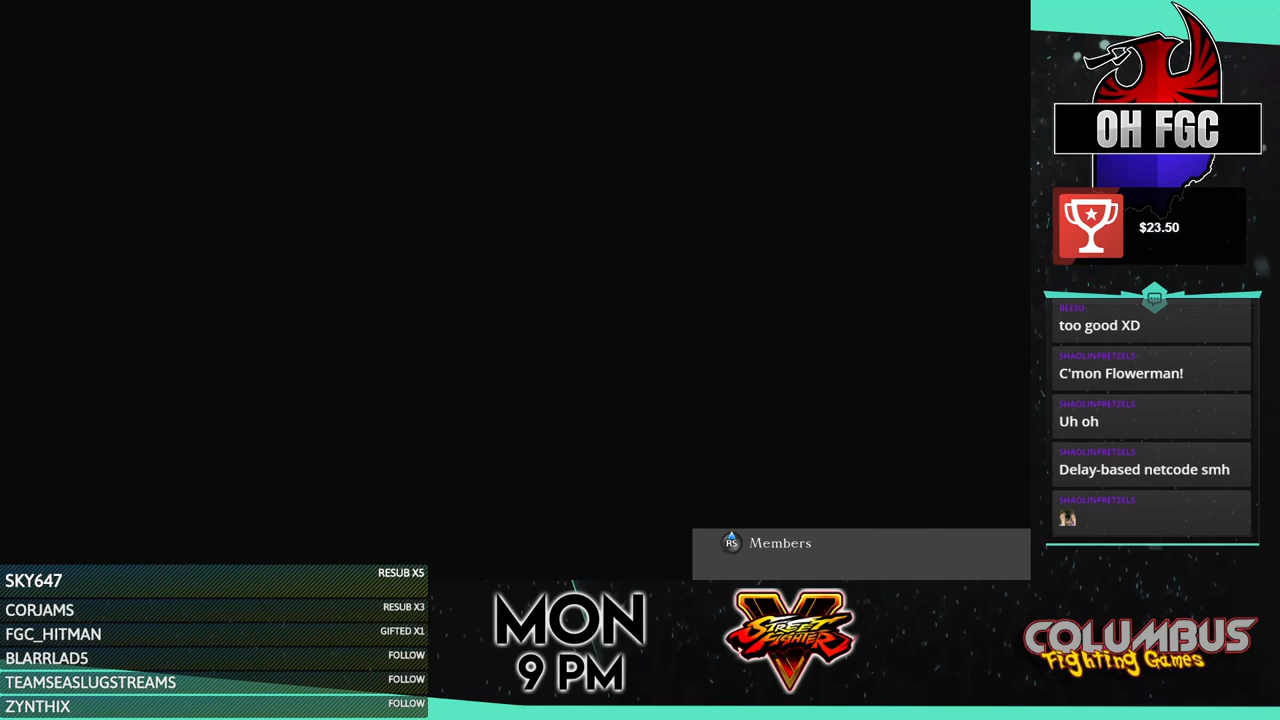 OH FGC
$23.50
BEESU
too good XD
SHAOLINPRETZELS
C'mon Flowerman!
SHAOLINPRETZELS
Uh oh
SHAOLINPRETZELS
Delay-based netcode smh
SHAOLINPRETZELS
RS Members
SKY647 RESUB X5
CORJAMS RESUB X3
FGC_HITMAN GIFTED X1
BLARRLAD5 FOLLOW
TEAMSEASLUGSTREAMS FOLLOW
ZYNTHIX FOLLOW
MON
9 PM
V
STREET
FIGHTER
COLUMBUS
Fighting Games